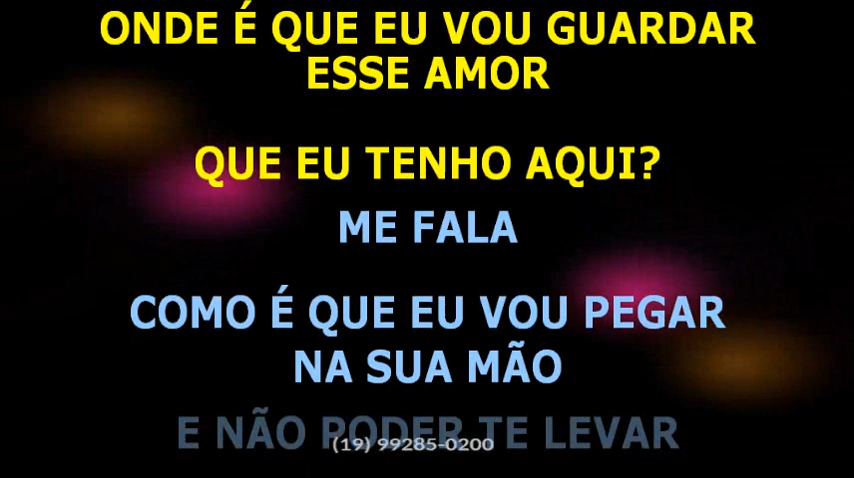 ONDE É QUE EU VOU GUARDAR
ESSE AMOR
QUE EU TENHO AQUI?
ME FALA
COMO É QUE EU VOU PEGAR
NA SUA MÃO
E NÃO PODER TE LEVAR
(19) 99285-0200